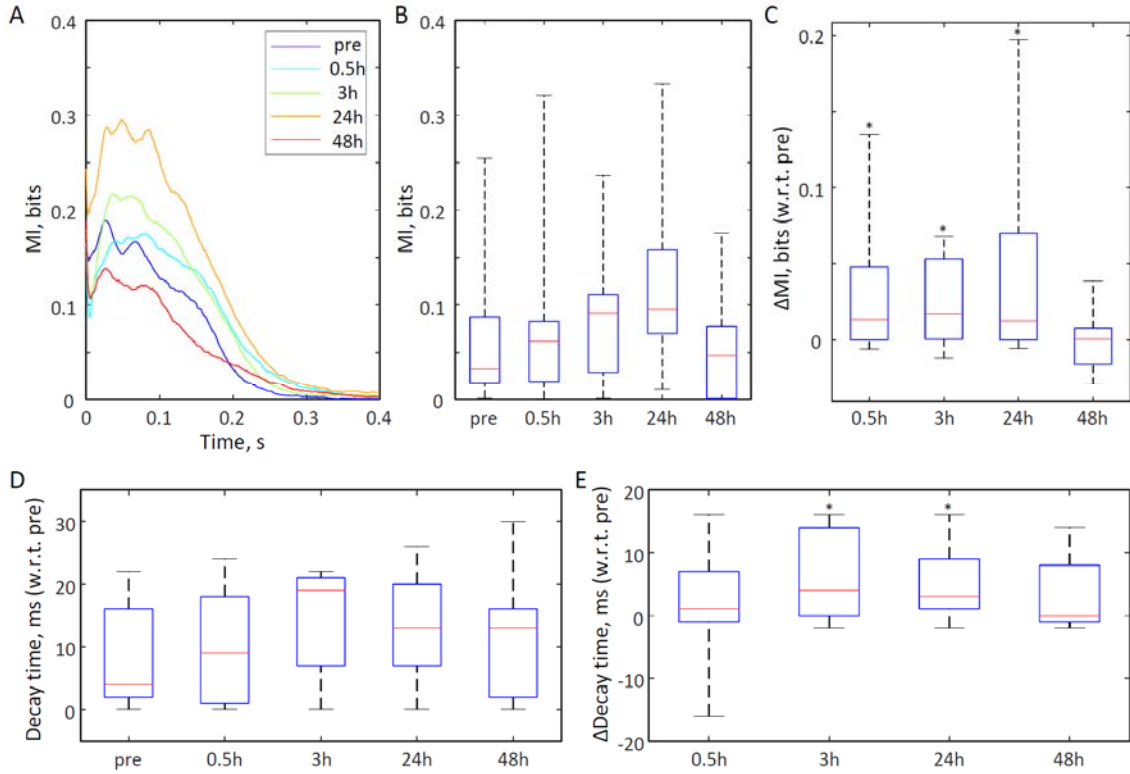 A
0.4
0.3
0.2
0.1
0
MI, bits
pre
0.5h
3h
24h
48h
0
0.1
0.2
0.3
0.4
Time, s
B
0.4
0.3
0.2
0.1
0
MI, bits
pre
0.5h
3h
24h
48h
C
0.2
0.1
0
ΔMI, bits (w.r.t. pre)
*
*
*
0.5h
3h
24h
48h
D
30
20
10
0
Decay time, ms (w.r.t. pre)
pre
0.5h
3h
24h
48h
E
20
10
0
-10
-20
ΔDecay time, ms (w.r.t. pre)
*
*
0.5h
3h
24h
48h